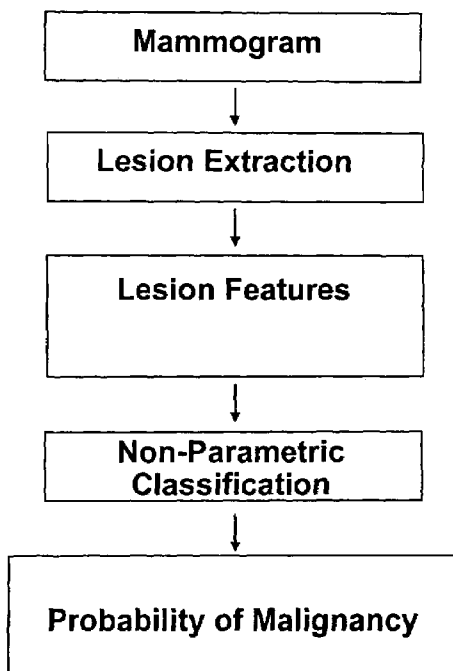 Mammogram
Lesion Extraction
Lesion Features
Non-Parametric
Classification
Probability of Malignancy